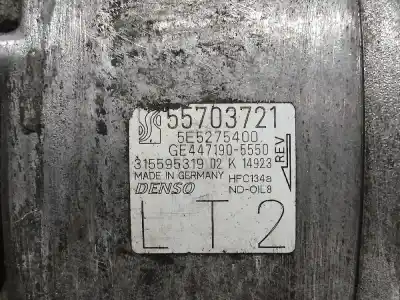 55703721
5E5275400
GE447190-5550
315595319 02 K 14923
MADE IN GERMANY HFC134a
DENSO ND-OIL8
REV
LT2